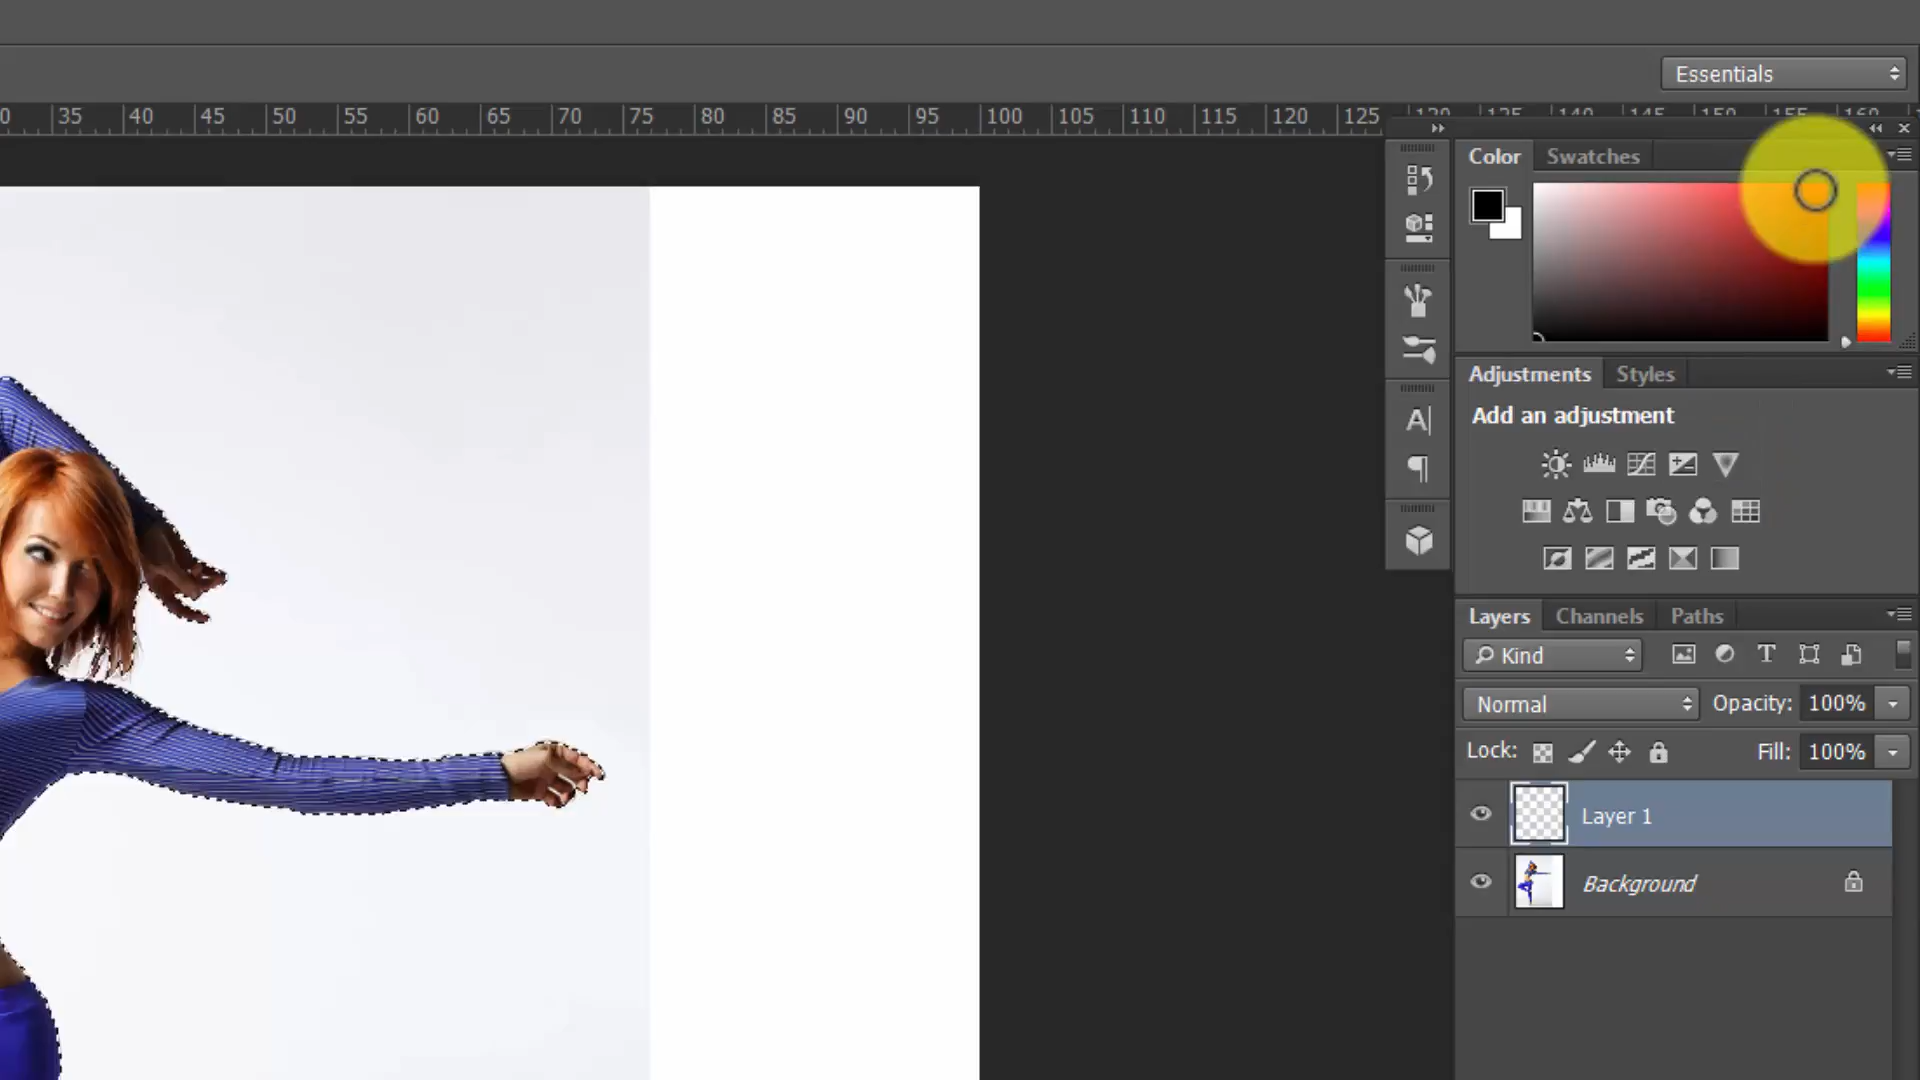 Essentials
35 40 45 50 55 60 65 70 75 80 85 90 95 100 105 110 115 120 125
Color Swatches
Adjustments Styles
Add an adjustment
Layers Channels Paths
Kind
Normal Opacity: 100%
Lock: Fill: 100%
Layer 1
Background